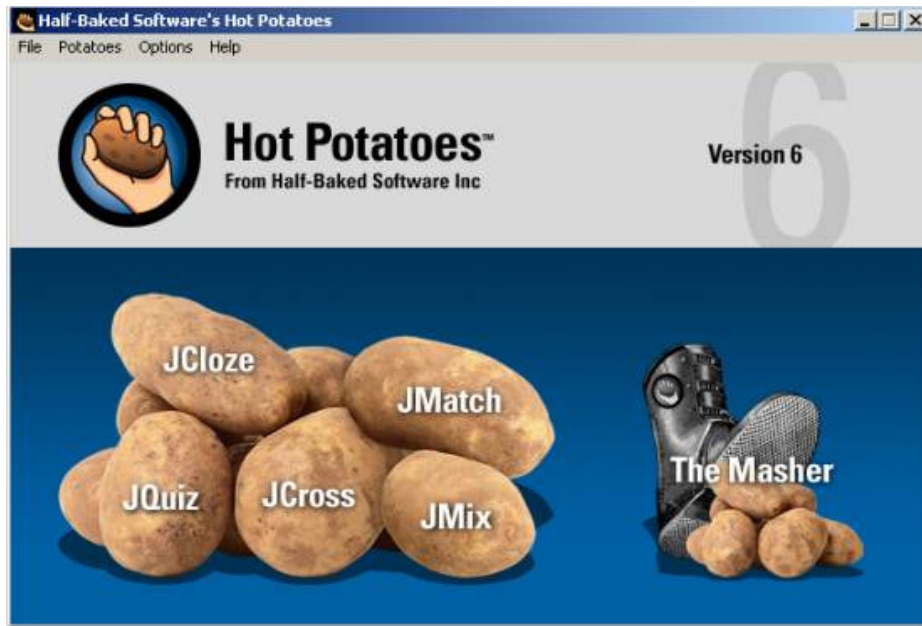 Half-Baked Software's Hot Potatoes
File Potatoes Options Help
Hot Potatoes™
From Half-Baked Software Inc
6
Version 6
JCloze
JMatch
JQuiz
JCross
JMix
The Masher